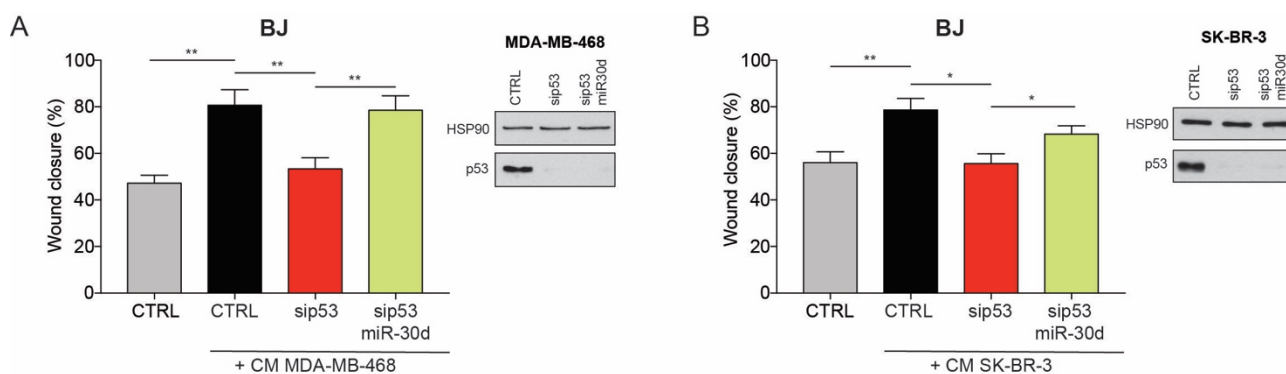 A
BJ
Wound closure (%)
100
80
60
40
20
0
**
**
**
CTRL
CTRL
sip53
sip53
miR-30d
+ CM MDA-MB-468
MDA-MB-468
CTRL
sip53
sip53
miR30d
HSP90
p53
B
BJ
Wound closure (%)
100
80
60
40
20
0
**
*
*
CTRL
CTRL
sip53
sip53
miR-30d
+ CM SK-BR-3
SK-BR-3
CTRL
sip53
sip53
miR30d
HSP90
p53